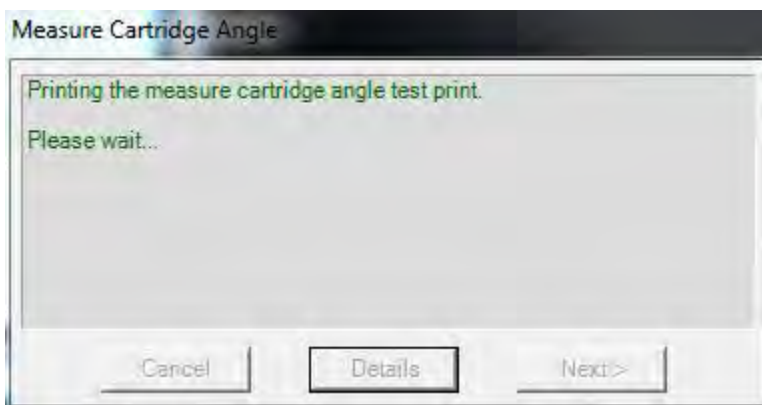 Measure Cartridge Angle
Printing the measure cartridge angle test print.
Please wait...
Cancel Details Next >